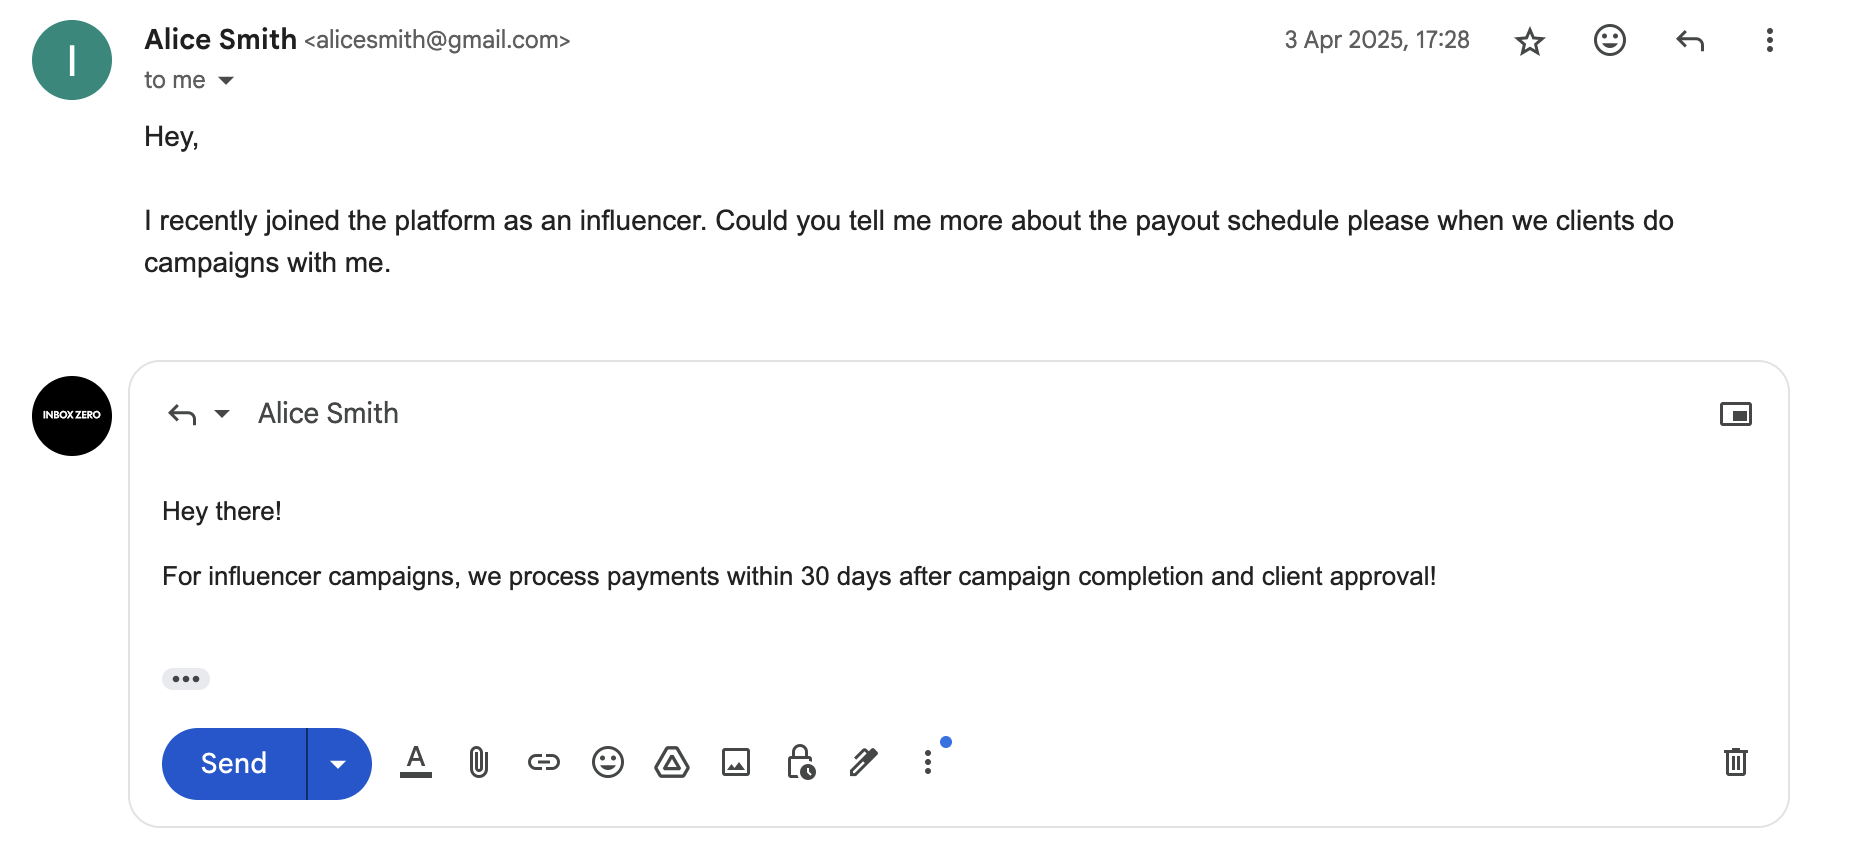 I
Alice Smith <alicesmith@gmail.com>
3 Apr 2025, 17:28
to me
Hey,
I recently joined the platform as an influencer. Could you tell me more about the payout schedule please when we clients do
campaigns with me.
INBOX ZERO
Alice Smith
Hey there!
For influencer campaigns, we process payments within 30 days after campaign completion and client approval!
Send
A